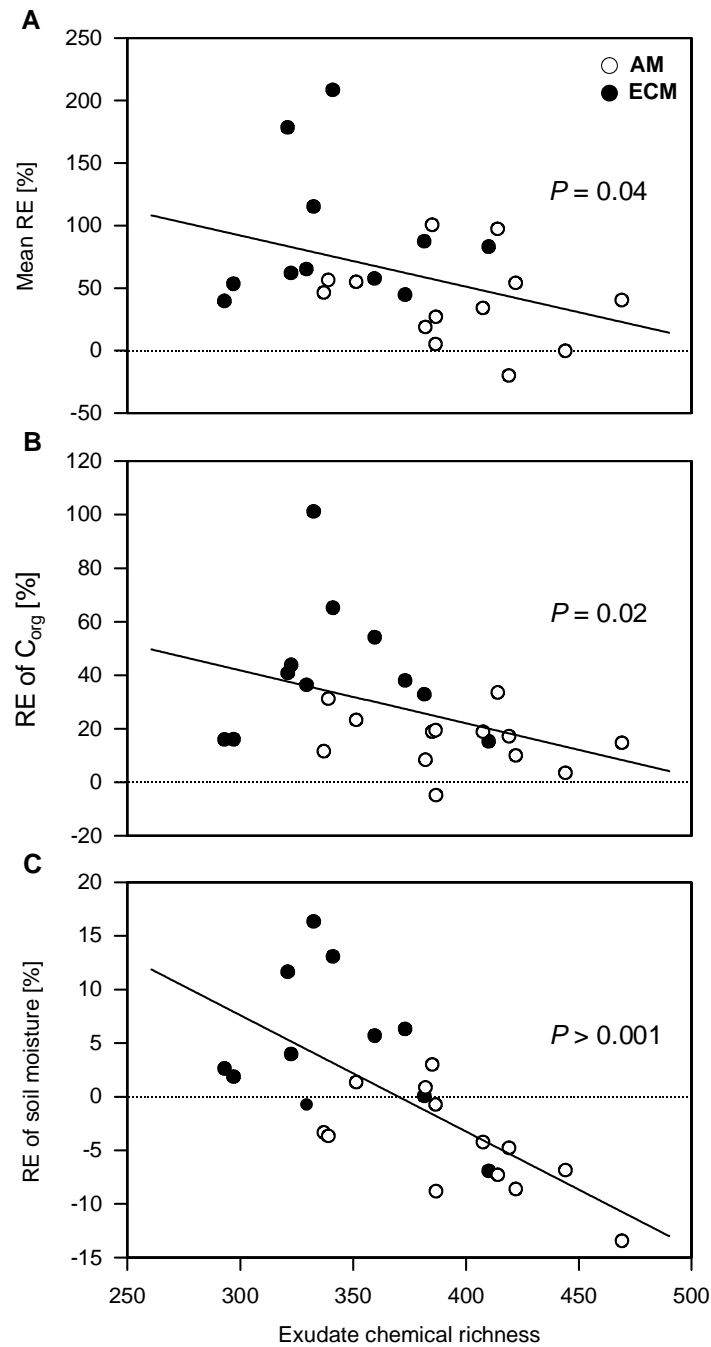 A
250
200
150
100
50
0
-50
Mean RE [%]
AM
ECM
P = 0.04
B
120
100
80
60
40
20
0
-20
RE of Corg [%]
P = 0.02
C
20
15
10
5
0
-5
-10
-15
RE of soil moisture [%]
P > 0.001
250 300 350 400 450 500
Exudate chemical richness